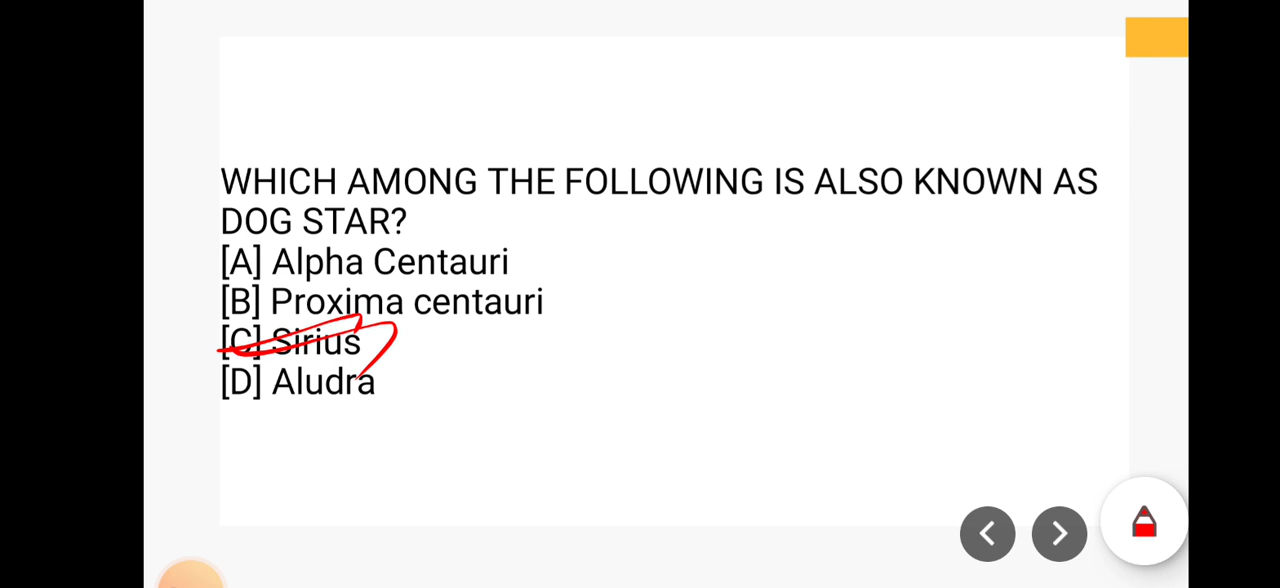 WHICH AMONG THE FOLLOWING IS ALSO KNOWN AS
DOG STAR?
[A] Alpha Centauri
[B] Proxima centauri
[C] Sirius
[D] Aludra